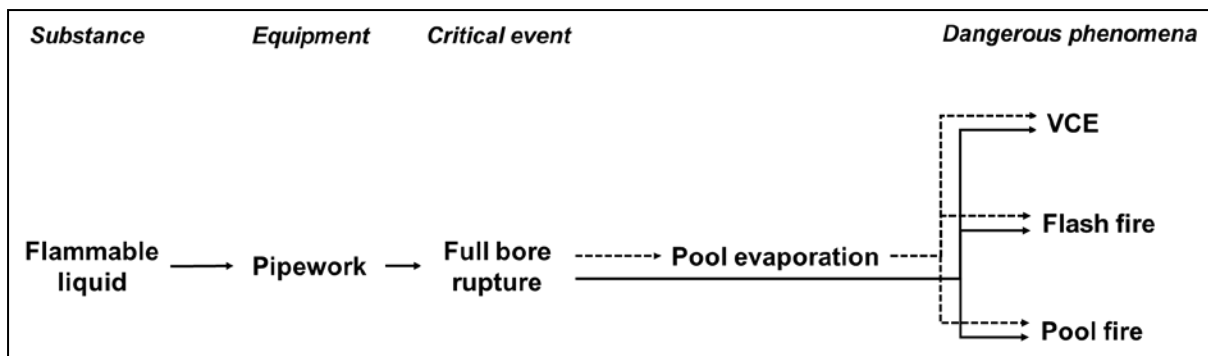 Substance Equipment Critical event Dangerous phenomena
VCE
Flash fire
Flammable
liquid
Pipework
Full bore
rupture
Pool evaporation
Pool fire